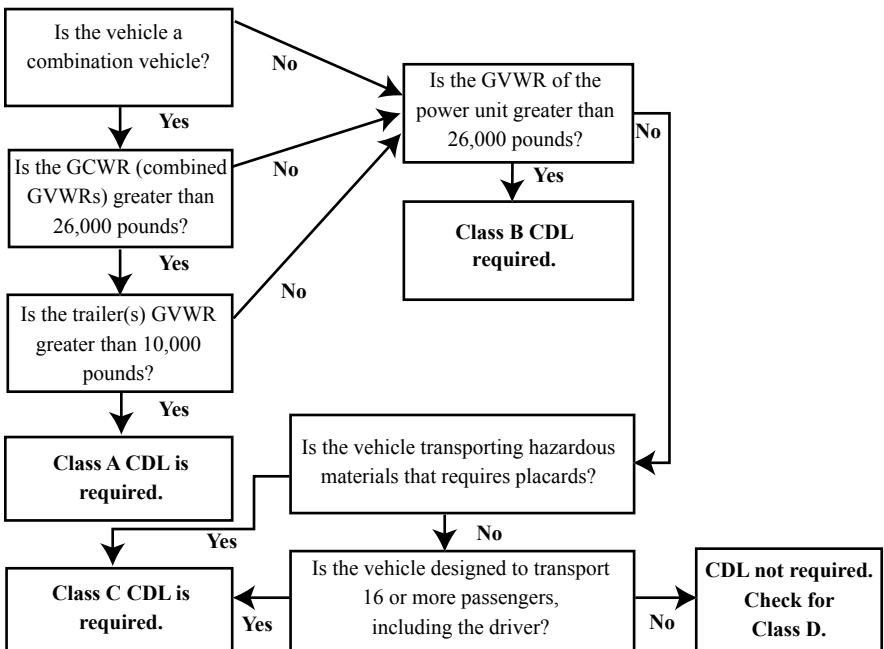 Is the vehicle a
combination vehicle?
No
Yes
Is the GVWR of the
power unit greater than
26,000 pounds?
No
Yes
Is the GCWR (combined
GVWRs) greater than
26,000 pounds?
No
Yes
Class B CDL
required.
Is the trailer(s) GVWR
greater than 10,000
pounds?
No
Yes
Class A CDL is
required.
Is the vehicle transporting hazardous
materials that requires placards?
Yes
No
Class C CDL is
required.
Is the vehicle designed to transport
16 or more passengers,
including the driver?
Yes
No
CDL not required.
Check for
Class D.